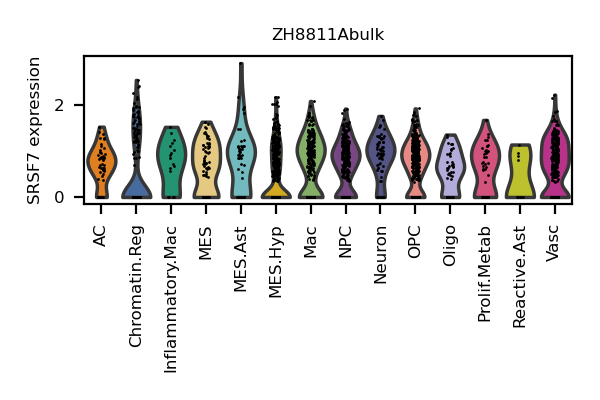 ZH8811Abulk
SRSF7 expression
2
0
AC
Chromatin.Reg
Inflammatory.Mac
MES
MES.Ast
MES.Hyp
Mac
NPC
Neuron
OPC
Oligo
Prolif.Metab
Reactive.Ast
Vasc